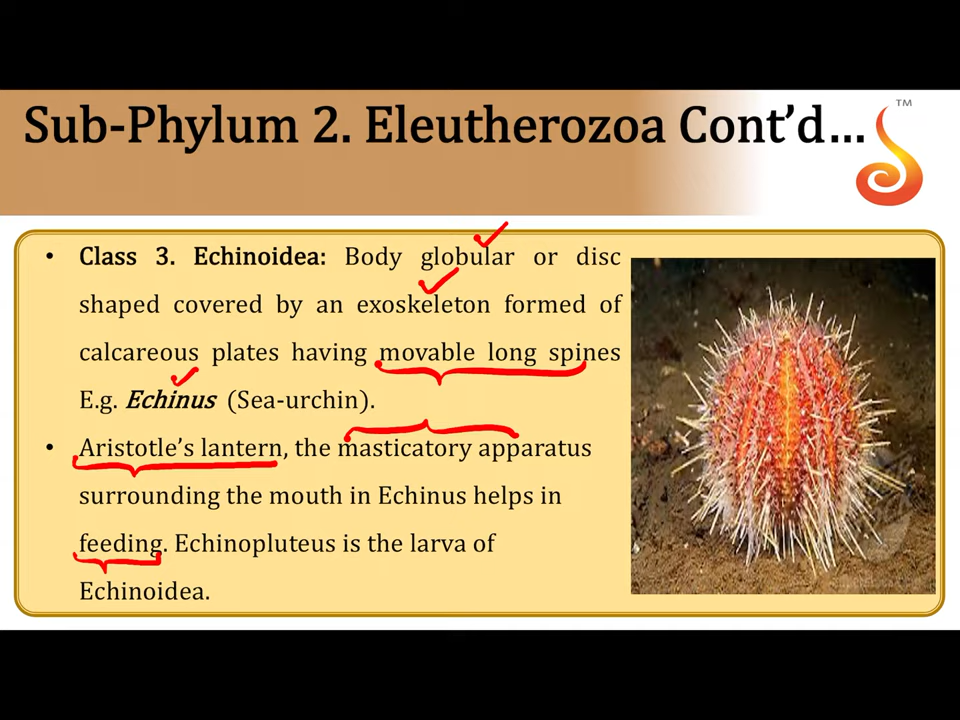 Sub-Phylum 2. Eleutherozoa Cont’d...
TM
• Class 3. Echinoidea: Body globular or disc
shaped covered by an exoskeleton formed of
calcareous plates having movable long spines
E.g. Echinus (Sea-urchin).
• Aristotle’s lantern, the masticatory apparatus
surrounding the mouth in Echinus helps in
feeding. Echinopluteus is the larva of
Echinoidea.